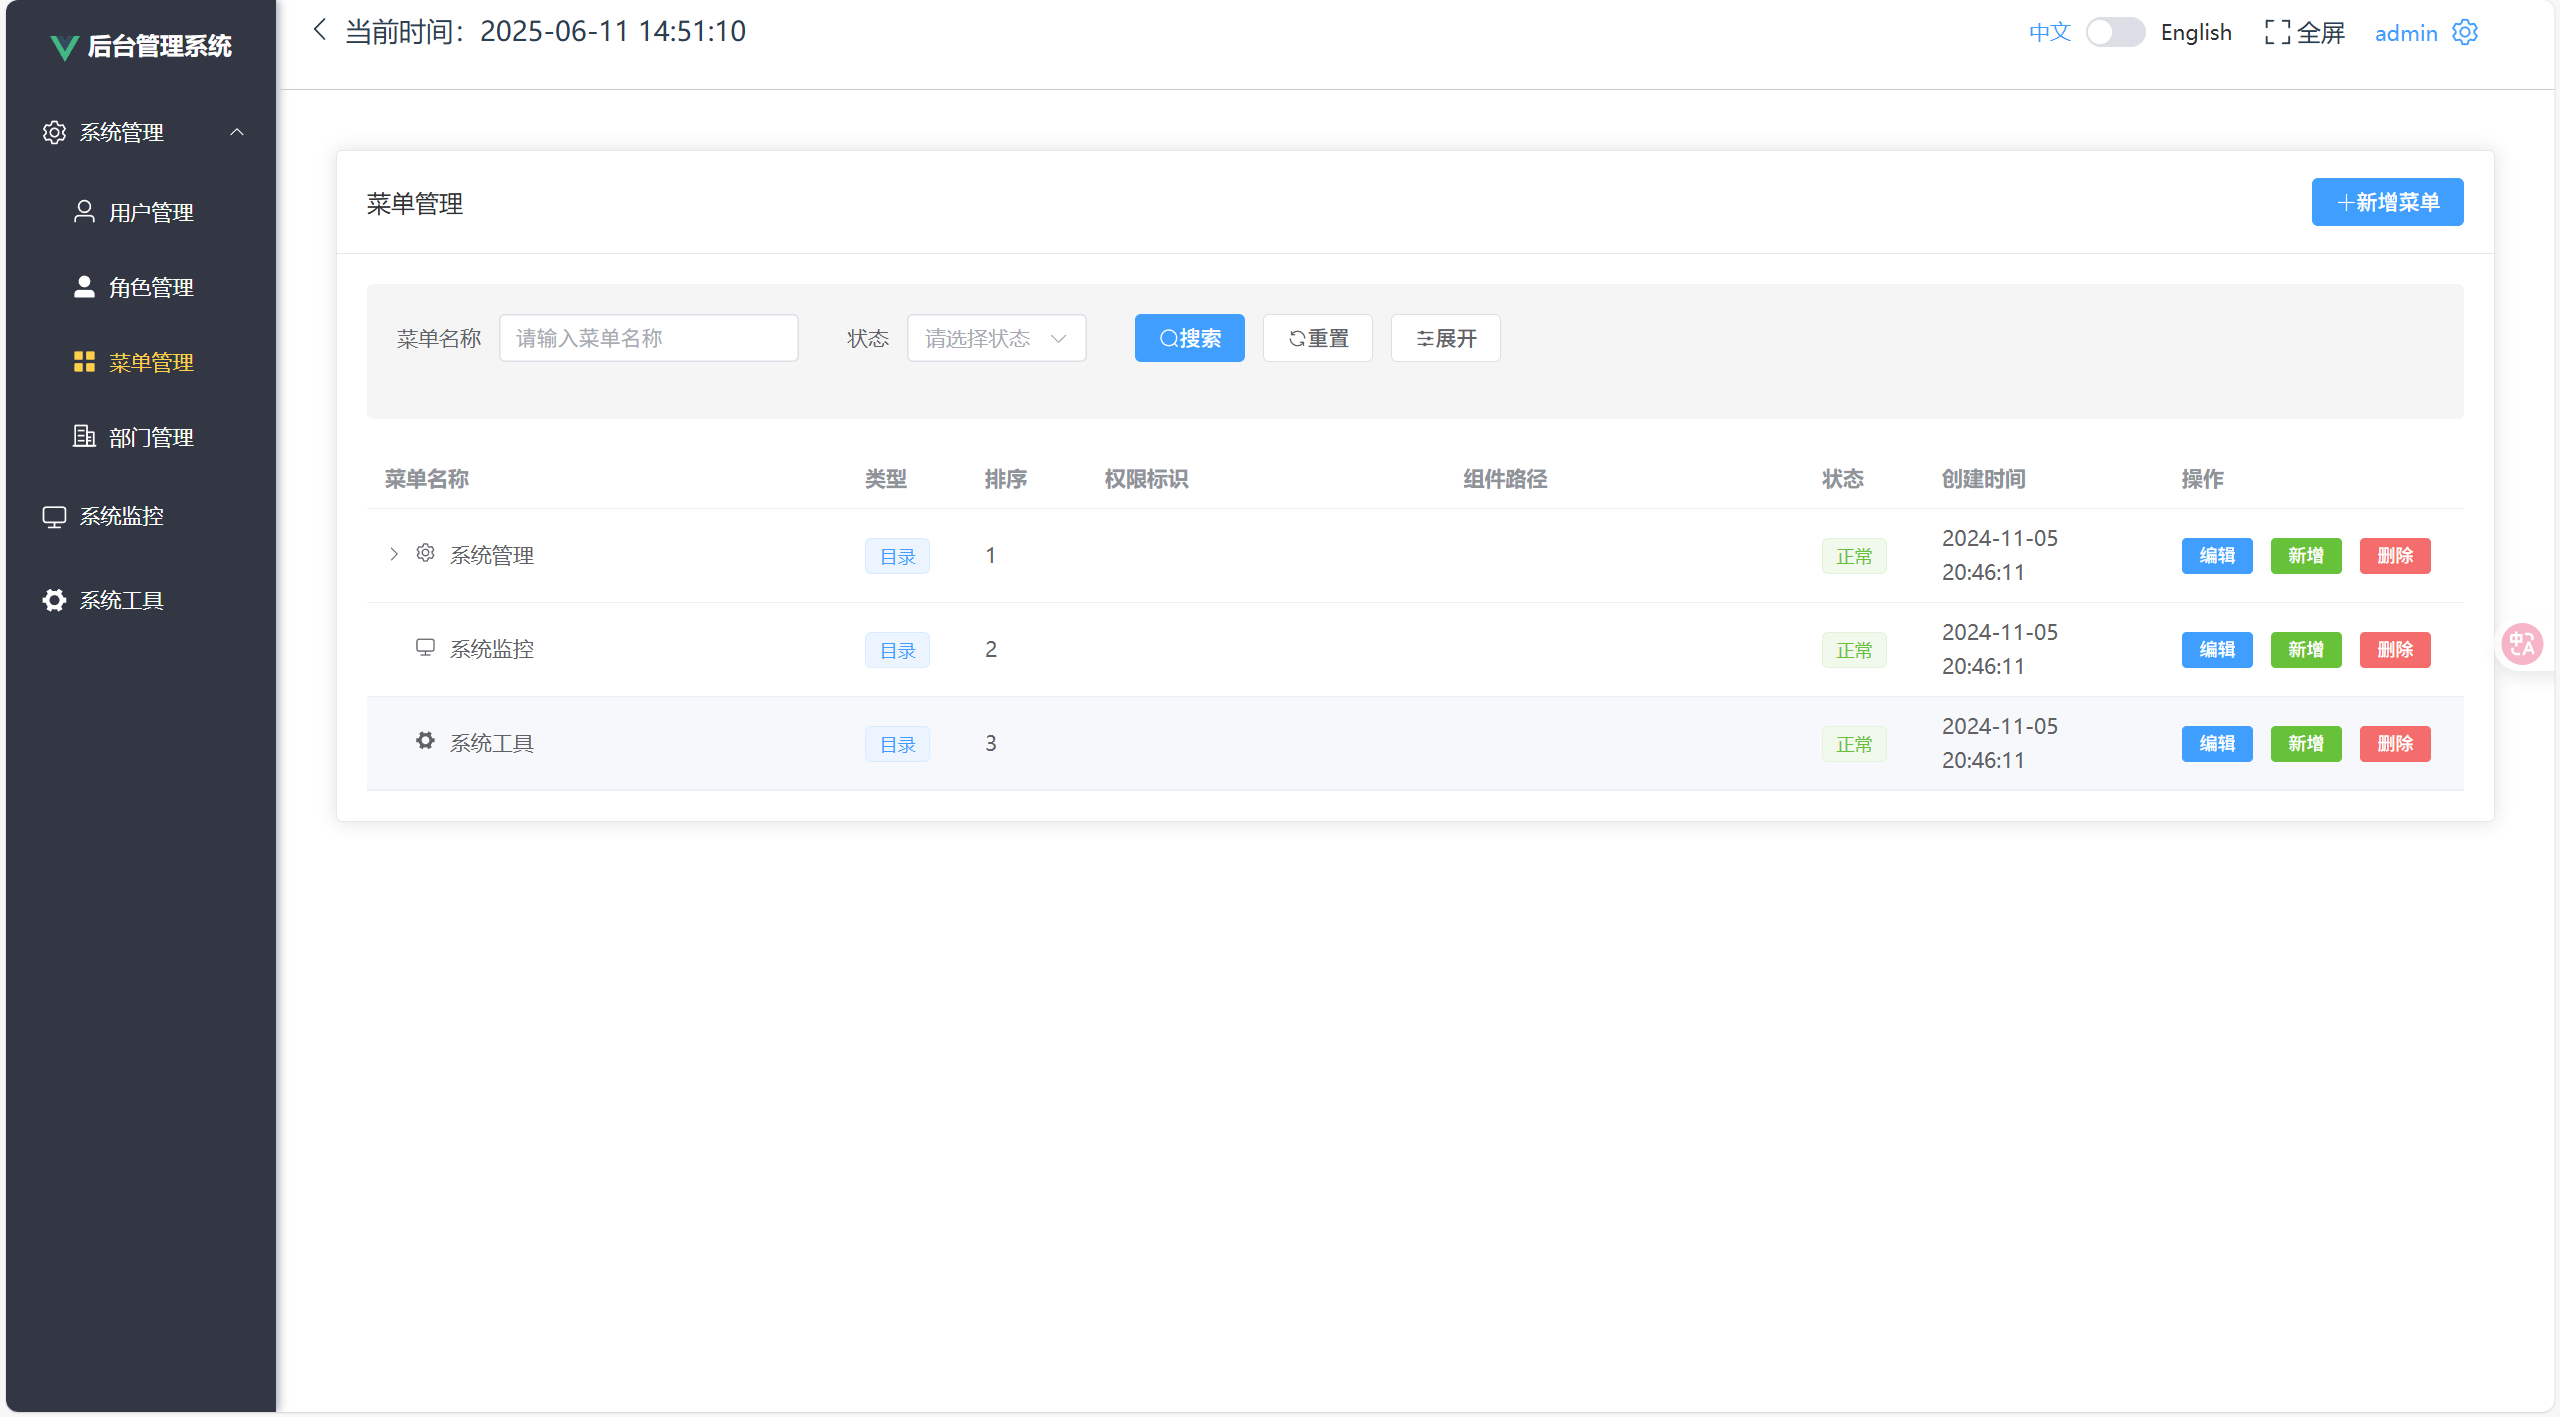 后台管理系统
系统管理
用户管理
角色管理
菜单管理
部门管理
系统监控
系统工具
当前时间：2025-06-11 14:51:10
中文 English 全屏 admin
菜单管理
新增菜单
菜单名称 请输入菜单名称 状态 请选择状态 搜索 重置 展开
菜单名称 类型 排序 权限标识 组件路径 状态 创建时间 操作
系统管理 目录 1 正常 2024-11-05 20:46:11 编辑 新增 删除
系统监控 目录 2 正常 2024-11-05 20:46:11 编辑 新增 删除
系统工具 目录 3 正常 2024-11-05 20:46:11 编辑 新增 删除
中 A